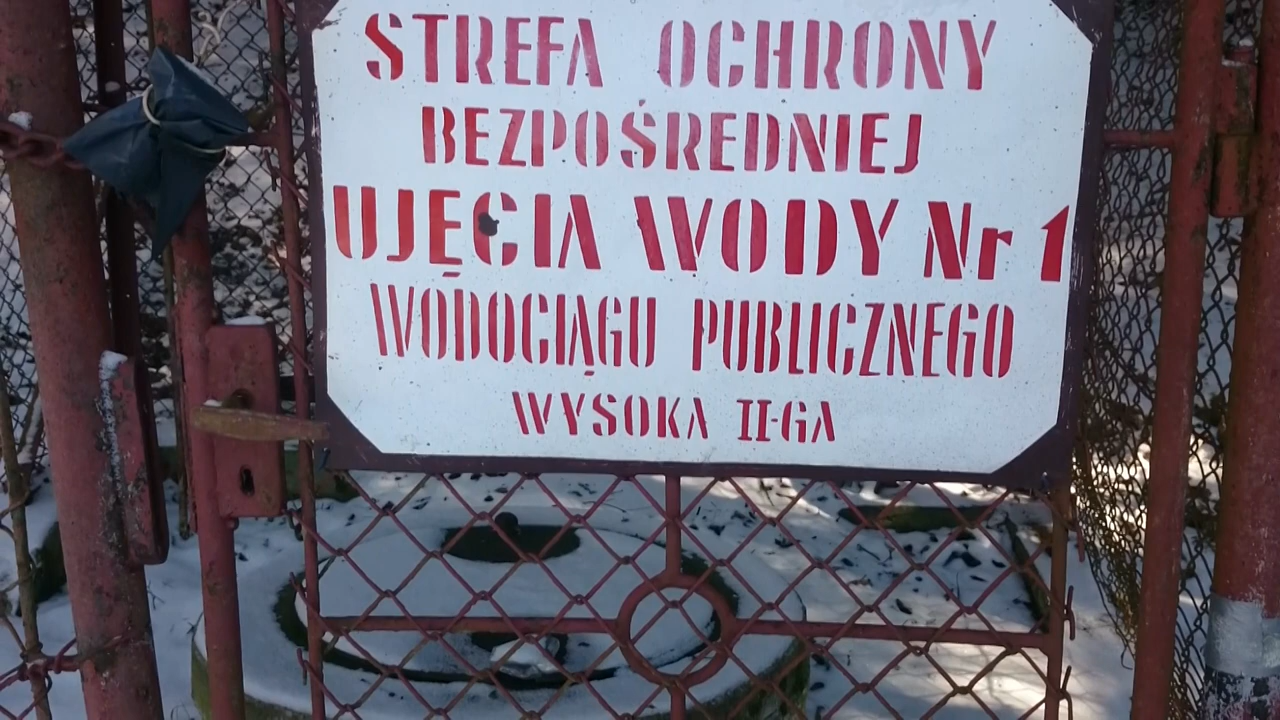 STREFA OCHRONY
BEZPOŚREDNIEJ
UJĘCIA WODY Nr 1
WODOCIĄGU PUBLICZNEGO
WYSOKA II-GA